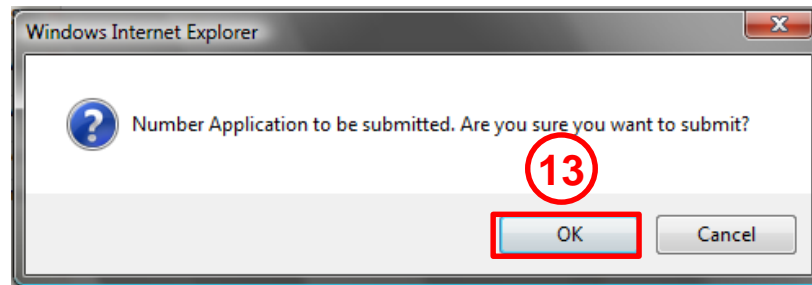 Windows Internet Explorer
Number Application to be submitted. Are you sure you want to submit?
13
OK Cancel